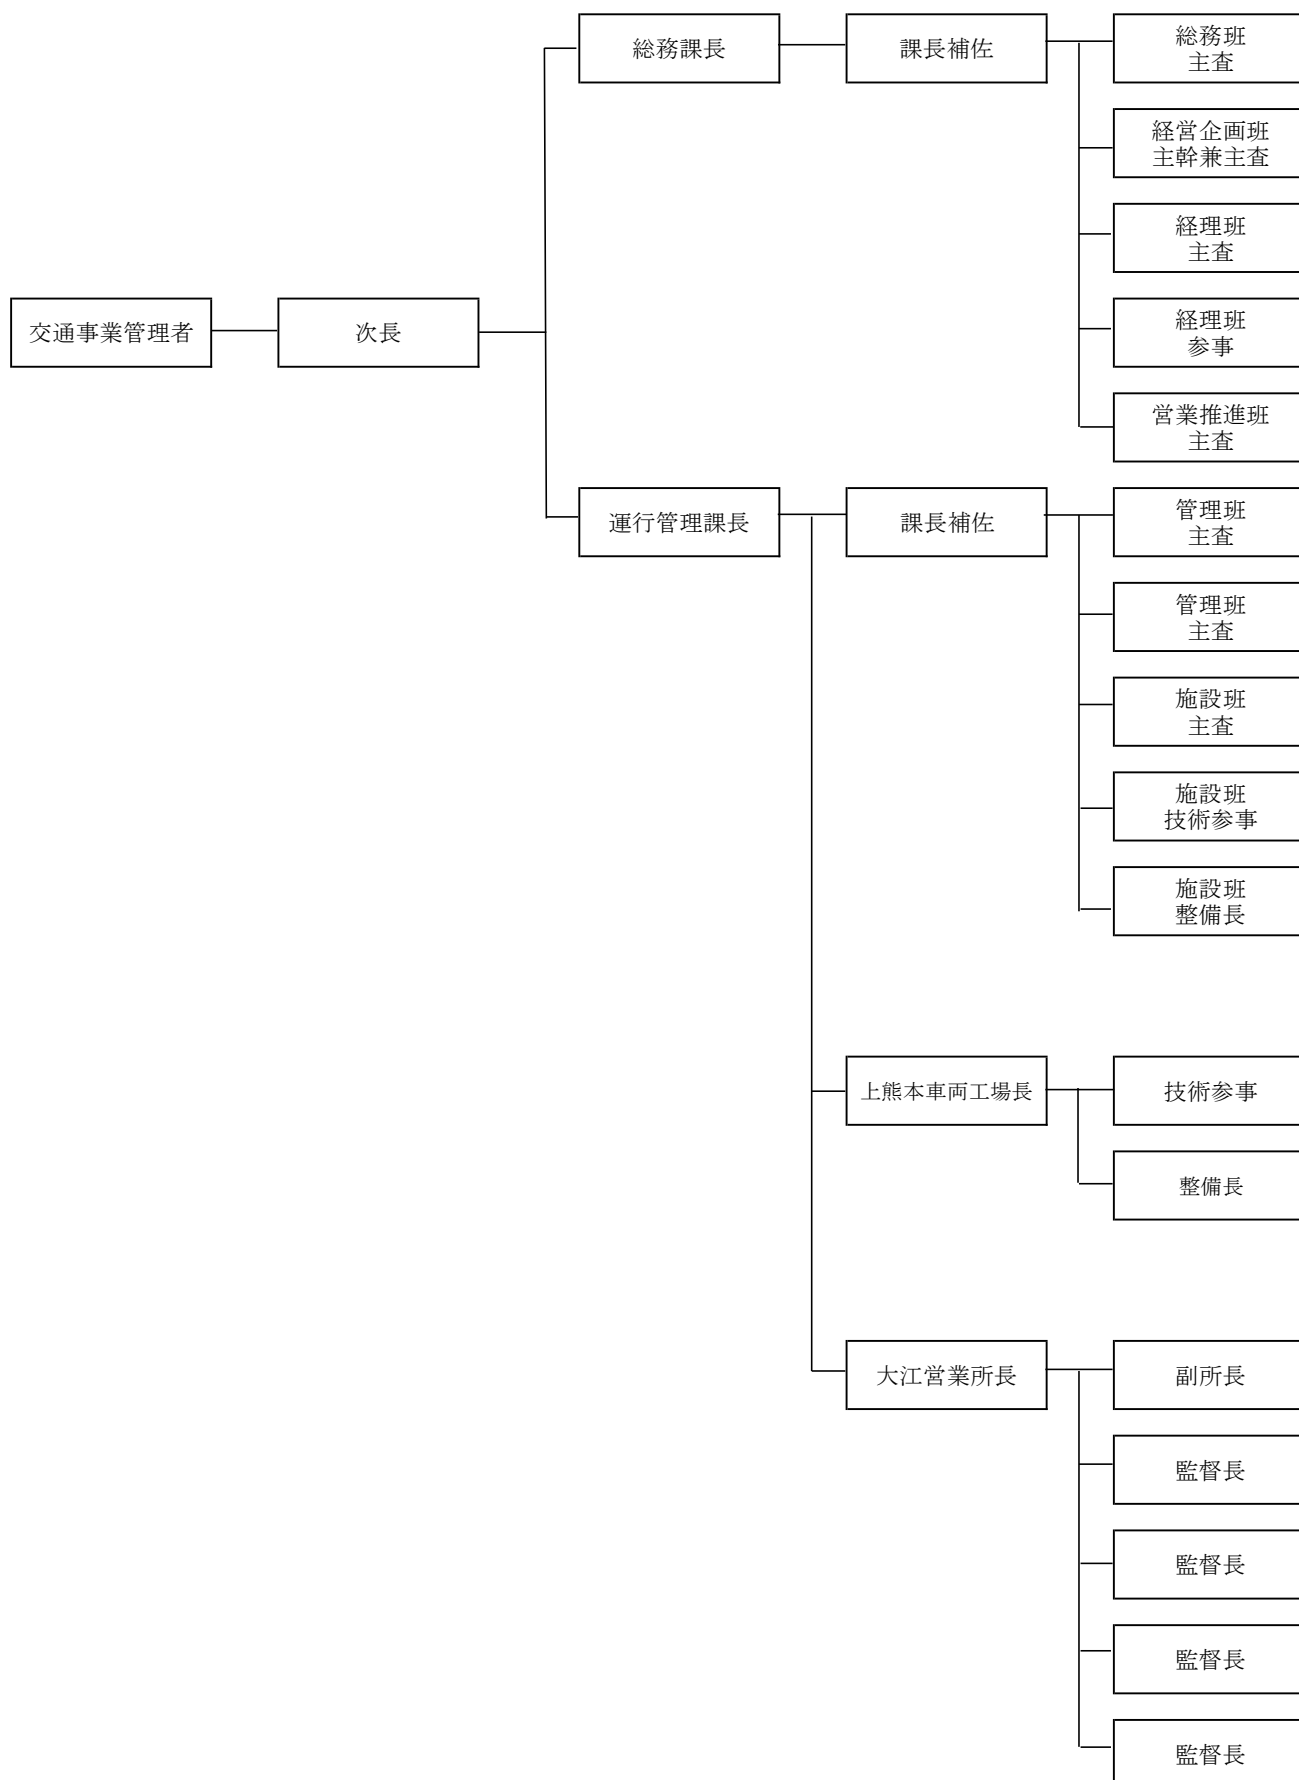 総務課長
課長補佐
総務班
主査
経営企画班
主幹兼主査
経理班
主査
交通事業管理者
次長
経理班
参事
営業推進班
主査
運行管理課長
課長補佐
管理班
主査
管理班
主査
施設班
主査
施設班
技術参事
施設班
整備長
上熊本車両工場長
技術参事
整備長
大江営業所長
副所長
監督長
監督長
監督長
監督長